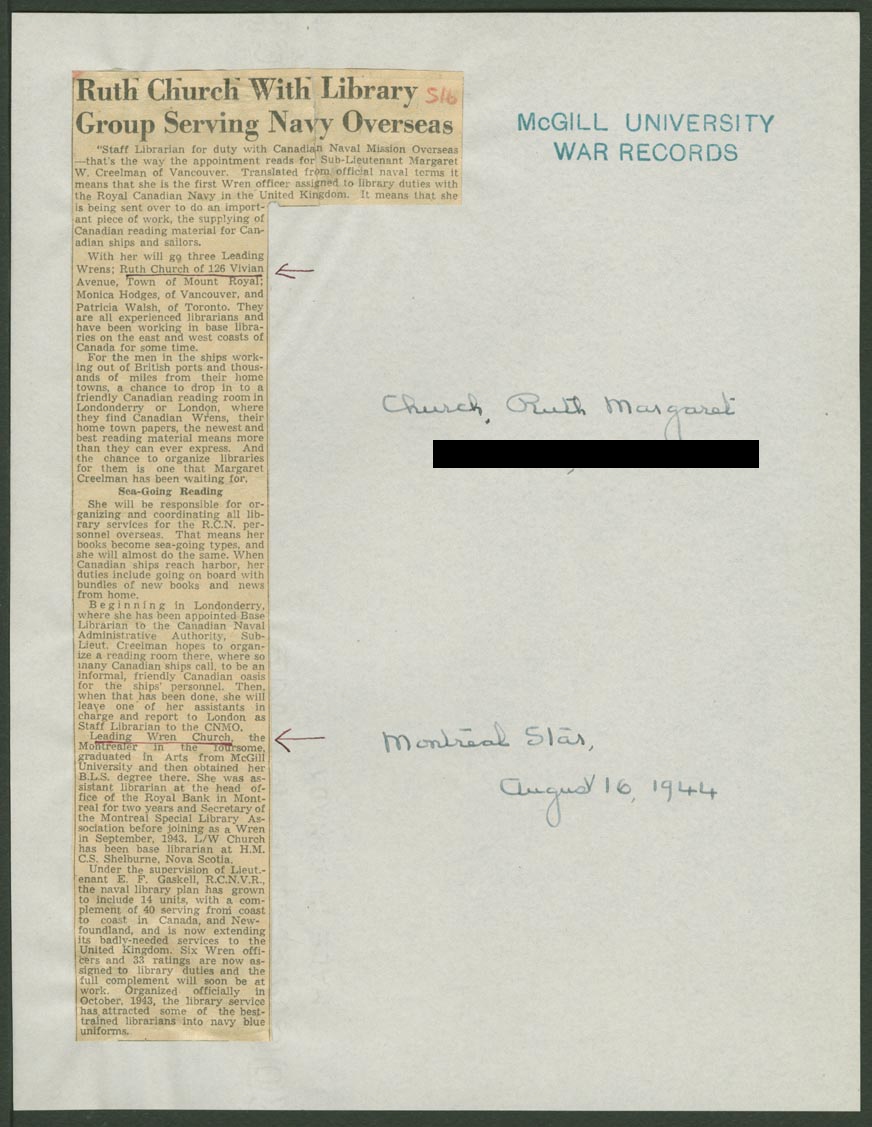 Ruth Church With Library
Group Serving Navy Overseas
S16
"Staff Librarian for duty with Canadian Naval Mission Overseas
—that's the way the appointment reads for Sub-Lieutenant Margaret
W. Creelman of Vancouver. Translated from official naval terms it
means that she is the first Wren officer assigned to library duties with
the Royal Canadian Navy in the United Kingdom. It means that she
is being sent over to do an import-
ant piece of work, the supplying of
Canadian reading material for Can-
adian ships and sailors.
With her will go three Leading
Wrens; Ruth Church of 126 Vivian
Avenue, Town of Mount Royal;
Monica Hodges, of Vancouver, and
Patricia Walsh, of Toronto. They
are all experienced librarians and
have been working in base libra-
ries on the east and west coasts of
Canada for some time.
For the men in the ships work-
ing out of British ports and thous-
ands of miles from their home
towns, a chance to drop in to a
friendly Canadian reading room in
Londonderry or London, where
they find Canadian Wrens, their
home town papers, the newest and
best reading material means more
than they can ever express. And
the chance to organize libraries
for them is one that Margaret
Creelman has been waiting for.
Sea-Going Reading
She will be responsible for or-
ganizing and coordinating all lib-
rary services for the R.C.N. per-
sonnel overseas. That means her
books become sea-going types, and
she will almost do the same. When
Canadian ships reach harbor, her
duties include going on board with
bundles of new books and news
from home.
Beginning in Londonderry,
where she has been appointed Base
Librarian to the Canadian Naval
Administrative Authority, Sub-
Lieut. Creelman hopes to organ-
ize a reading room there, where so
many Canadian ships call, to be an
informal, friendly Canadian oasis
for the ships' personnel. Then,
when that has been done, she will
leave one of her assistants in
charge and report to London as
Staff Librarian to the CNMO.
Leading Wren Church, the
Montrealer in the foursome,
graduated in Arts from McGill
University and then obtained her
B.L.S. degree there. She was as-
sistant librarian at the head of-
fice of the Royal Bank in Mont-
real for two years and Secretary of
the Montreal Special Library As-
sociation before joining as a Wren
in September, 1943. L/W Church
has been base librarian at H.M.
C.S. Shelburne, Nova Scotia.
Under the supervision of Lieut.-
enant E. F. Gaskell, R.C.N.V.R.,
the naval library plan has grown
to include 14 units, with a com-
plement of 40 serving from coast
to coast in Canada, and New-
foundland, and is now extending
its badly-needed services to the
United Kingdom. Six Wren offi-
cers and 33 ratings are now as-
signed to library duties and the
full complement will soon be at
work. Organized officially in
October, 1943, the library service
has attracted some of the best-
trained librarians into navy blue
uniforms.
McGILL UNIVERSITY
WAR RECORDS
Church, Ruth Margaret
Montreal Star,
August 16, 1944